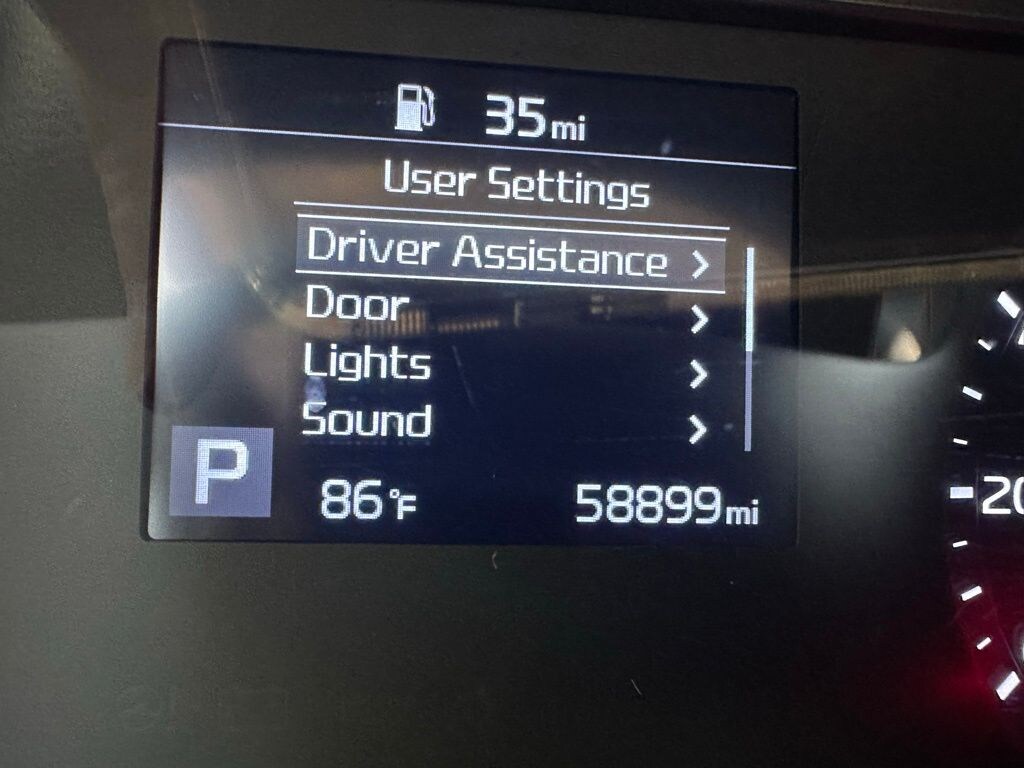 35mi
User Settings
Driver Assistance >
Door >
Lights >
Sound >
P
86°F 58899mi
20